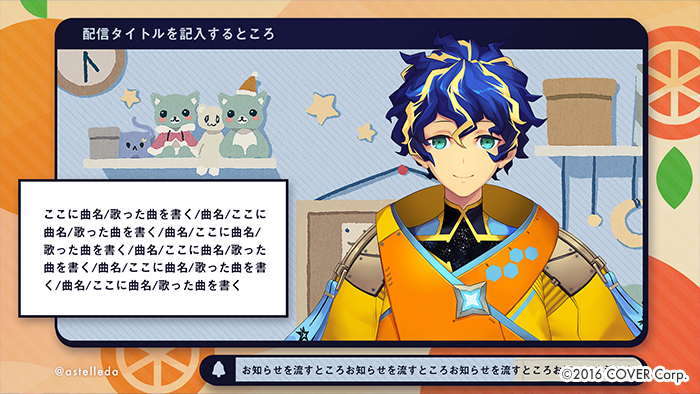 配信タイトルを記入するところ
ここに曲名/歌った曲を書く/曲名/ここに
曲名/歌った曲を書く/曲名/ここに曲名/
歌った曲を書く/曲名/ここに曲名/歌った
曲を書く/曲名/ここに曲名/歌った曲を書
く/曲名/ここに曲名/歌った曲を書く
@astelleda
お知らせを流すところお知らせを流すところお知らせを流すところお
©2016 COVER Corp.